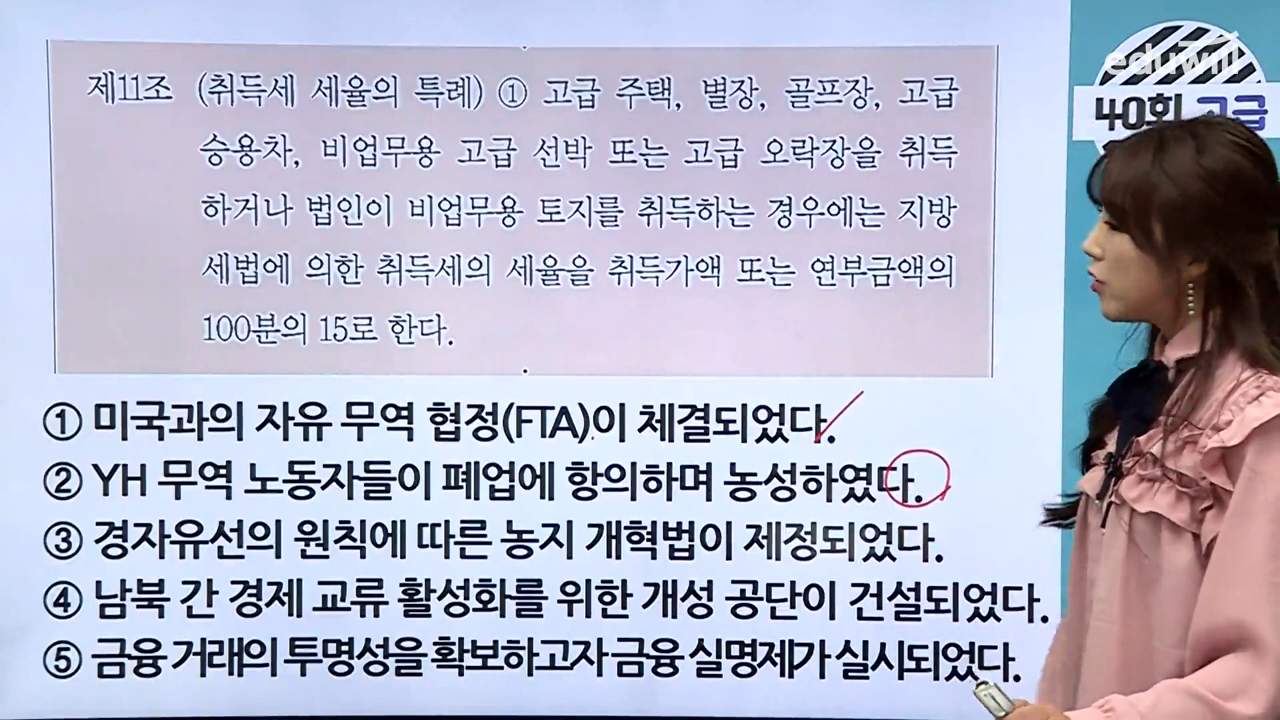 eduwill
40회 고급
제11조 (취득세 세율의 특례) ① 고급 주택, 별장, 골프장, 고급
승용차, 비업무용 고급 선박 또는 고급 오락장을 취득
하거나 법인이 비업무용 토지를 취득하는 경우에는 지방
세법에 의한 취득세의 세율을 취득가액 또는 연부금액의
100분의 15로 한다.
① 미국과의 자유 무역 협정(FTA)이 체결되었다.
② YH 무역 노동자들이 폐업에 항의하며 농성하였다.
③ 경자유선의 원칙에 따른 농지 개혁법이 제정되었다.
④ 남북 간 경제 교류 활성화를 위한 개성 공단이 건설되었다.
⑤ 금융 거래의 투명성을 확보하고자 금융 실명제가 실시되었다.